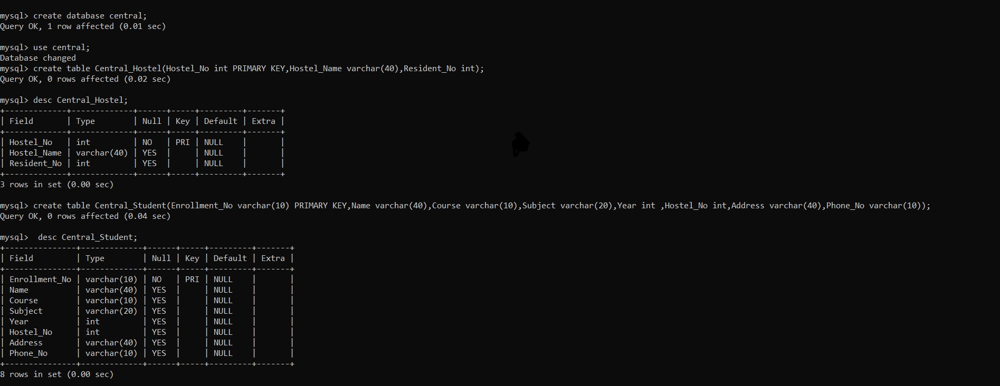 mysql> create database central;
Query OK, 1 row affected (0.01 sec)
mysql> use central;
Database changed
mysql> create table Central_Hostel(Hostel_No int PRIMARY KEY,Hostel_Name varchar(40),Resident_No int);
Query OK, 0 rows affected (0.02 sec)
mysql> desc Central_Hostel;
+-------------+-------------+------+-----+---------+-------+
| Field       | Type        | Null | Key | Default | Extra |
+-------------+-------------+------+-----+---------+-------+
| Hostel_No   | int         | NO   | PRI | NULL    |       |
| Hostel_Name | varchar(40) | YES  |     | NULL    |       |
| Resident_No | int         | YES  |     | NULL    |       |
+-------------+-------------+------+-----+---------+-------+
3 rows in set (0.00 sec)
mysql> create table Central_Student(Enrollment_No varchar(10) PRIMARY KEY,Name varchar(40),Course varchar(10),Subject varchar(20),Year int ,Hostel_No int,Address varchar(40),Phone_No varchar(10));
Query OK, 0 rows affected (0.04 sec)
mysql>  desc Central_Student;
+---------------+-------------+------+-----+---------+-------+
| Field         | Type        | Null | Key | Default | Extra |
+---------------+-------------+------+-----+---------+-------+
| Enrollment_No | varchar(10) | NO   | PRI | NULL    |       |
| Name          | varchar(40) | YES  |     | NULL    |       |
| Course        | varchar(10) | YES  |     | NULL    |       |
| Subject       | varchar(20) | YES  |     | NULL    |       |
| Year          | int         | YES  |     | NULL    |       |
| Hostel_No     | int         | YES  |     | NULL    |       |
| Address       | varchar(40) | YES  |     | NULL    |       |
| Phone_No      | varchar(10) | YES  |     | NULL    |       |
+---------------+-------------+------+-----+---------+-------+
8 rows in set (0.00 sec)